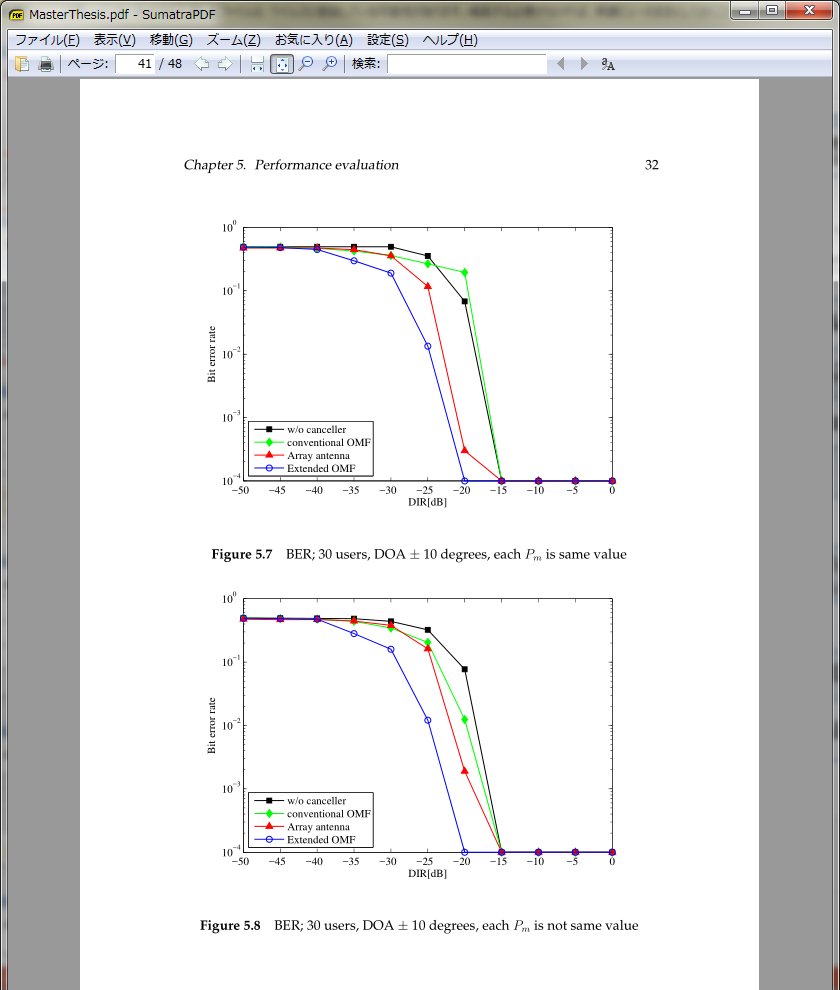 MasterThesis.pdf - SumatraPDF
ファイル(F) 表示(V) 移動(G) ズーム(Z) お気に入り(A) 設定(S) ヘルプ(H)
ページ: 41 / 48 検索:
Chapter 5. Performance evaluation 32
10^0
10^-1
10^-2
10^-3
10^-4
Bit error rate
w/o canceller
conventional OMF
Array antenna
Extended OMF
−50 −45 −40 −35 −30 −25 −20 −15 −10 −5 0
DIR[dB]
Figure 5.7 BER; 30 users, DOA ± 10 degrees, each P_m is same value
10^0
10^-1
10^-2
10^-3
10^-4
Bit error rate
w/o canceller
conventional OMF
Array antenna
Extended OMF
−50 −45 −40 −35 −30 −25 −20 −15 −10 −5 0
DIR[dB]
Figure 5.8 BER; 30 users, DOA ± 10 degrees, each P_m is not same value